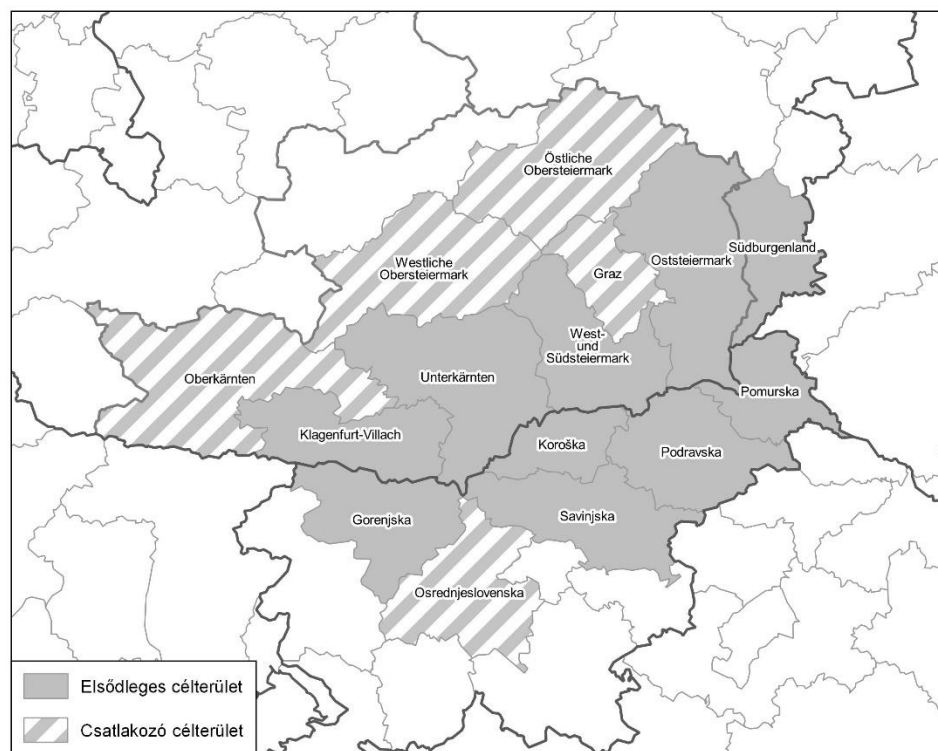 Östliche
Obersteiermark
Westliche
Obersteiermark
Graz
Oststeiermark
Südburgenland
West-
und
Südsteiermark
Oberkärnten
Unterkärnten
Pomurska
Klagenfurt-Villach
Koroška
Podravska
Gorenjska
Savinjska
Osrednjeslovenska
Elsődleges célterület
Csatlakozó célterület